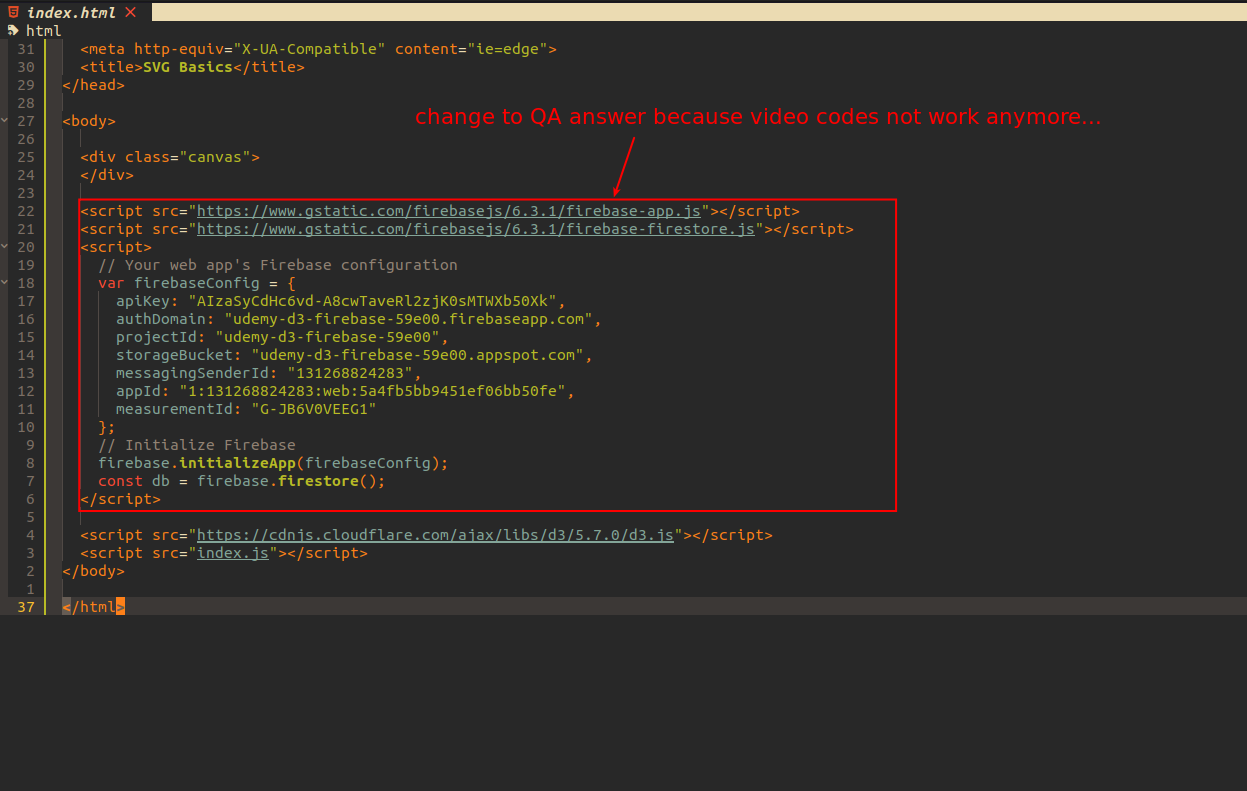 index.html
html
31 <meta http-equiv="X-UA-Compatible" content="ie=edge">
30 <title>SVG Basics</title>
29 </head>
28
change to QA answer because video codes not work anymore...
27 <body>
26
25 <div class="canvas">
24 </div>
23
22 <script src="https://www.gstatic.com/firebasejs/6.3.1/firebase-app.js"></script>
21 <script src="https://www.gstatic.com/firebasejs/6.3.1/firebase-firestore.js"></script>
20 <script>
19 // Your web app's Firebase configuration
18 var firebaseConfig = {
17 apiKey: "AIzaSyCdHc6vd-A8cwTaveRl2zjK0sMTWXb50Xk",
16 authDomain: "udemy-d3-firebase-59e00.firebaseapp.com",
15 projectId: "udemy-d3-firebase-59e00",
14 storageBucket: "udemy-d3-firebase-59e00.appspot.com",
13 messagingSenderId: "131268824283",
12 appId: "1:131268824283:web:5a4fb5bb9451ef06bb50fe",
11 measurementId: "G-JB6V0VEEG1"
10 };
9 // Initialize Firebase
8 firebase.initializeApp(firebaseConfig);
7 const db = firebase.firestore();
6 </script>
5
4 <script src="https://cdnjs.cloudflare.com/ajax/libs/d3/5.7.0/d3.js"></script>
3 <script src="index.js"></script>
2 </body>
1
37 </html>